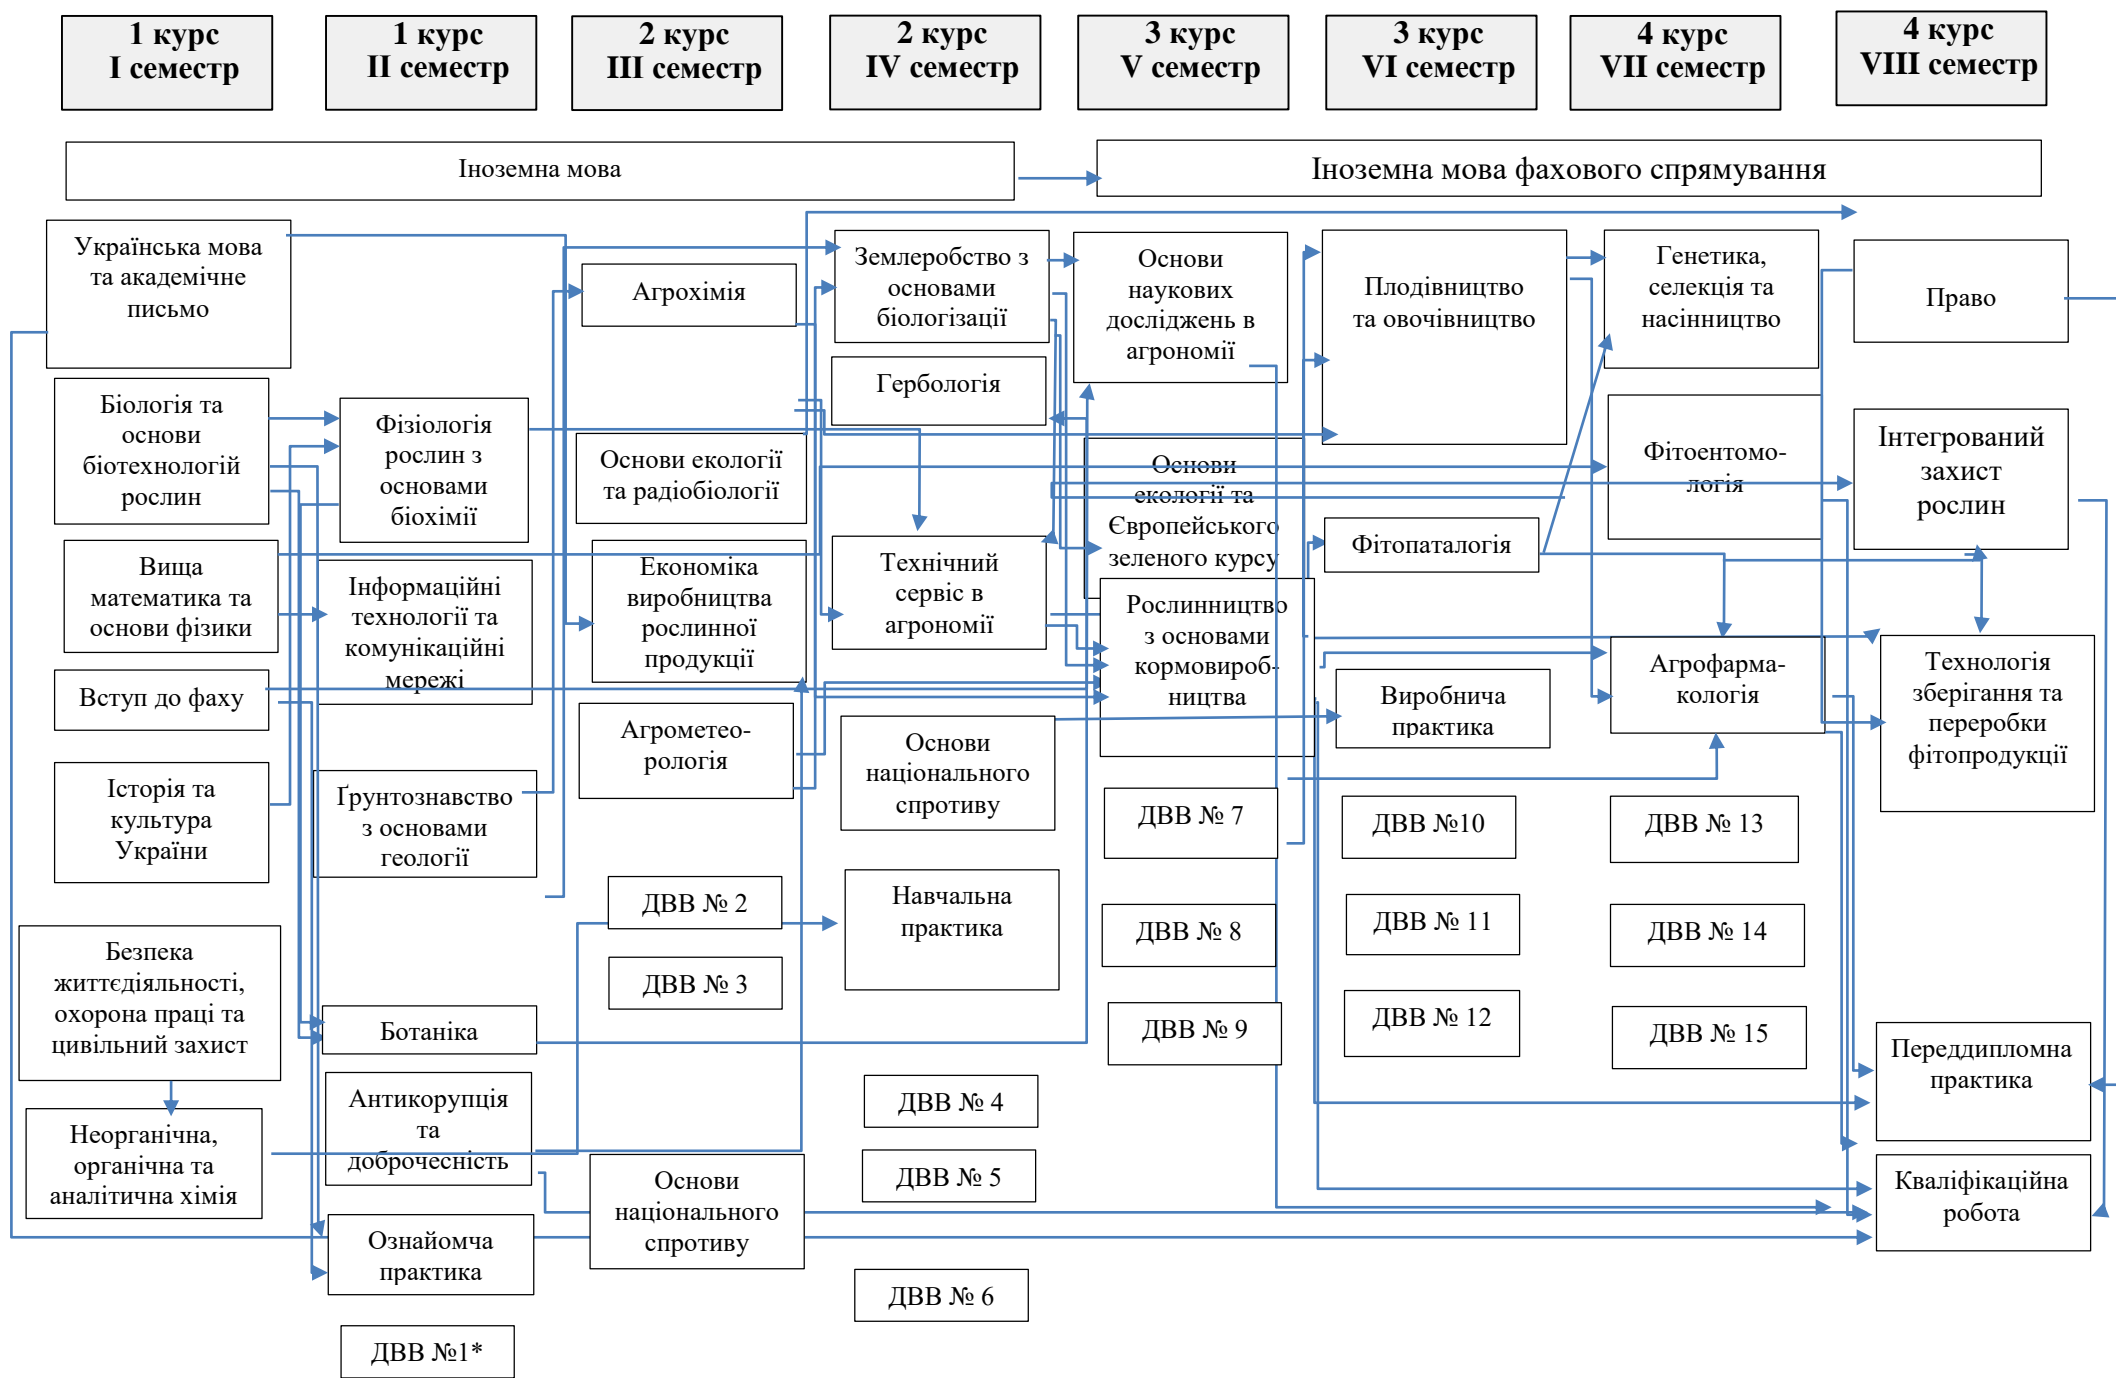 1 курс
I семестр
1 курс
II семестр
2 курс
III семестр
2 курс
IV семестр
3 курс
V семестр
3 курс
VI семестр
4 курс
VII семестр
4 курс
VIII семестр
Іноземна мова
Іноземна мова фахового спрямування
Українська мова
та академічне
письмо
Біологія та
основи
біотехнологій
рослин
Вища
математика та
основи фізики
Вступ до фаху
Історія та
культура
України
Безпека
життєдіяльності,
охорона праці та
цивільний захист
Неорганічна,
органічна та
аналітична хімія
Фізіологія
рослин з
основами
біохімії
Інформаційні
технології та
комунікаційні
мережі
Ґрунтознавство
з основами
геології
Ботаніка
Антикорупція
та
доброчесність
Ознайомча
практика
ДВВ №1*
Агрохімія
Основи екології
та радіобіології
Економіка
виробництва
рослинної
продукції
Агрометео-
рологія
ДВВ № 2
ДВВ № 3
Основи
національного
спротиву
Землеробство з
основами
біологізації
Гербологія
Технічний
сервіс в
агрономії
Основи
національного
спротиву
Навчальна
практика
ДВВ № 4
ДВВ № 5
ДВВ № 6
Основи
наукових
досліджень в
агрономії
Основи
екології та
Європейського
зеленого курсу
Рослинництво
з основами
кормовироб-
ництва
ДВВ № 7
ДВВ № 8
ДВВ № 9
Плодівництво
та овочівництво
Фітопаталогія
Виробнича
практика
ДВВ №10
ДВВ № 11
ДВВ № 12
Генетика,
селекція та
насінництво
Фітоентомо-
логія
Агрофарма-
кологія
ДВВ № 13
ДВВ № 14
ДВВ № 15
Право
Інтегрований
захист
рослин
Технологія
зберігання та
переробки
фітопродукції
Переддипломна
практика
Кваліфікаційна
робота